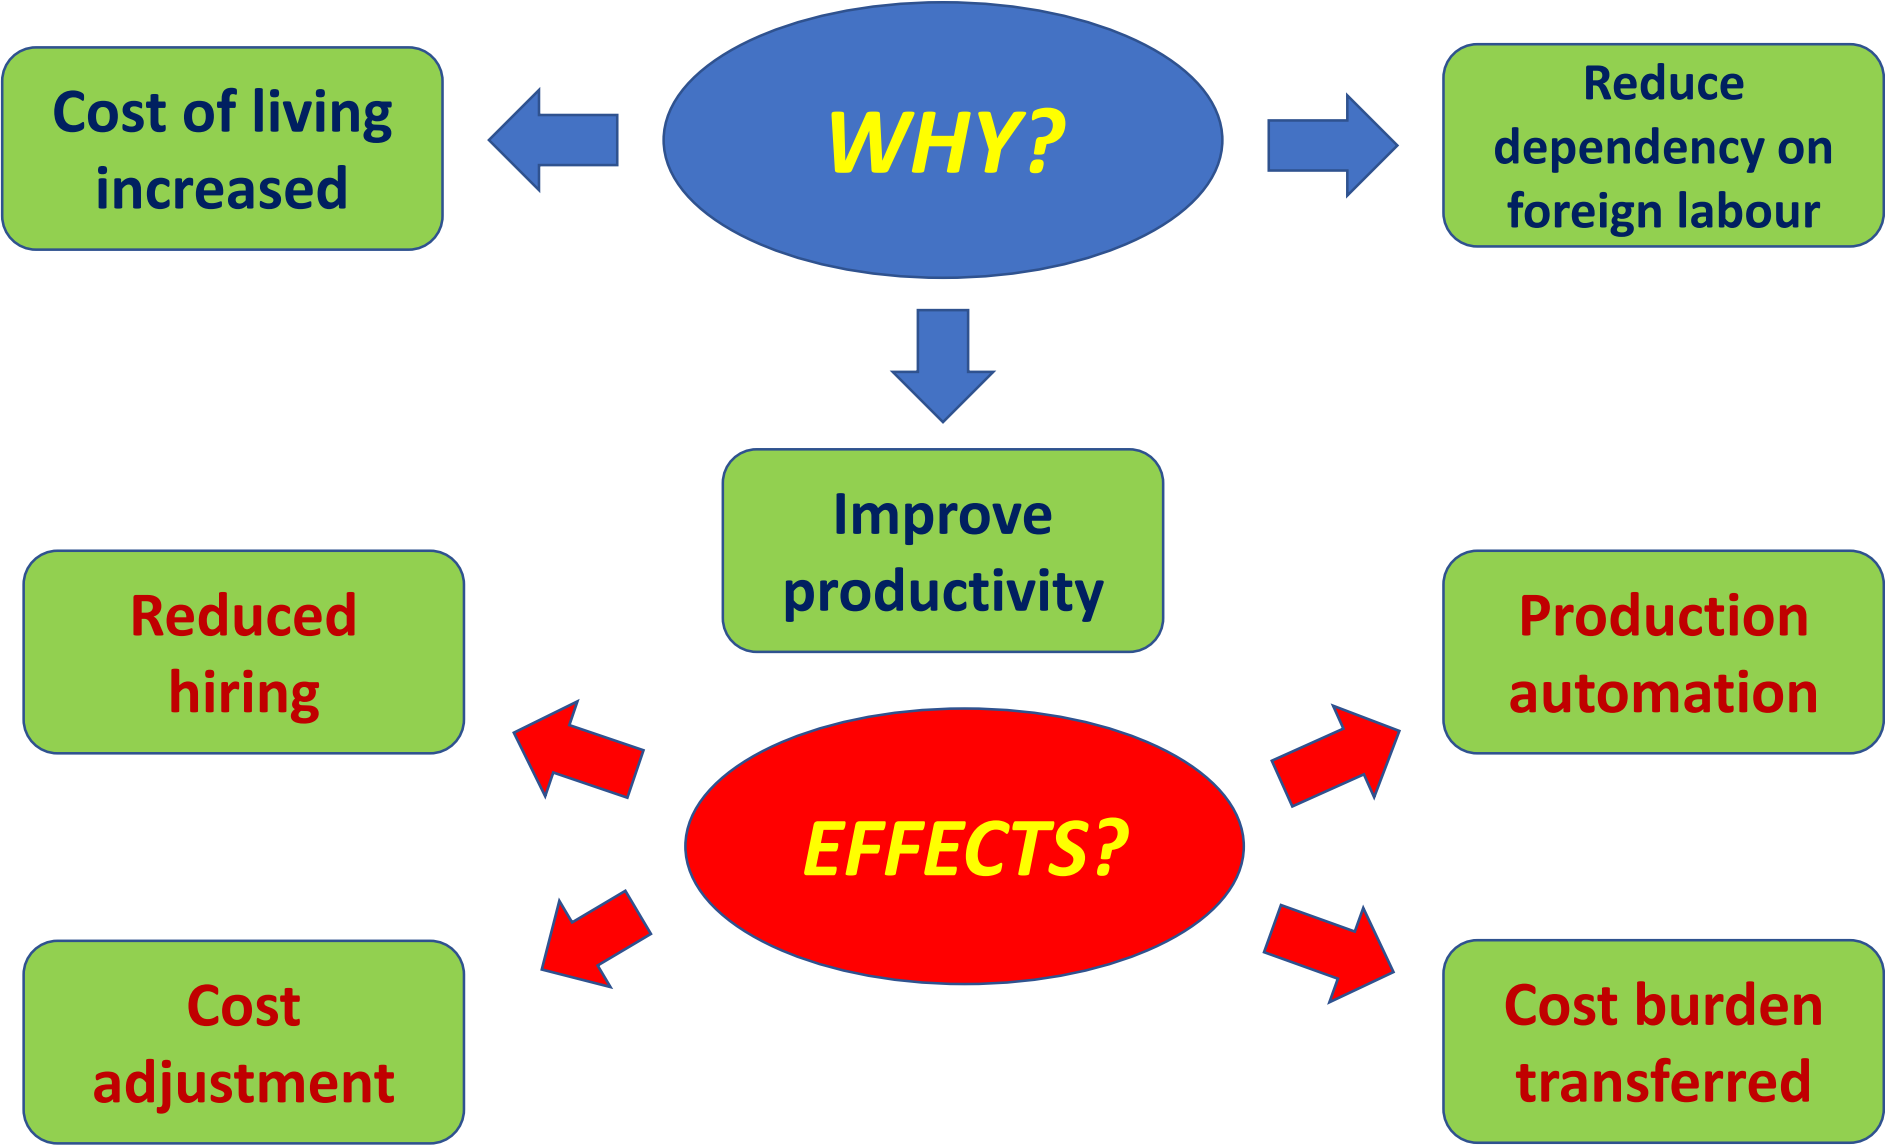 Cost of living
increased
WHY?
Reduce
dependency on
foreign labour
Improve
productivity
Reduced
hiring
Production
automation
EFFECTS?
Cost
adjustment
Cost burden
transferred